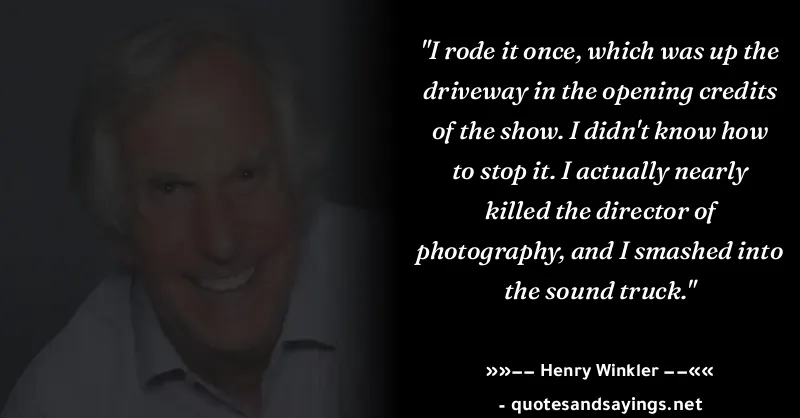 "I rode it once, which was up the
driveway in the opening credits
of the show. I didn't know how
to stop it. I actually nearly
killed the director of
photography, and I smashed into
the sound truck."
»»−− Henry Winkler −−««
- quotesandsayings.net